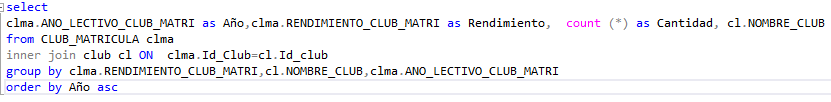 select
clma.ANO_LECTIVO_CLUB_MATRI as Año,clma.RENDIMIENTO_CLUB_MATRI as Rendimiento,  count (*) as Cantidad, cl.NOMBRE_CLUB
from CLUB_MATRICULA clma
inner join club cl ON  clma.Id_Club=cl.Id_club
group by clma.RENDIMIENTO_CLUB_MATRI,cl.NOMBRE_CLUB,clma.ANO_LECTIVO_CLUB_MATRI
order by Año asc